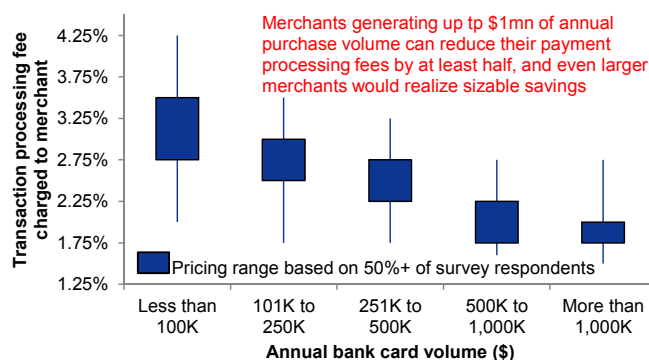 Merchants generating up tp $1mn of annual
purchase volume can reduce their payment
processing fees by at least half, and even larger
merchants would realize sizable savings
Transaction processing fee
charged to merchant
4.25%
3.75%
3.25%
2.75%
2.25%
1.75%
1.25%
Pricing range based on 50%+ of survey respondents
Less than
100K
101K to
250K
251K to
500K
500K to
1,000K
More than
1,000K
Annual bank card volume ($)